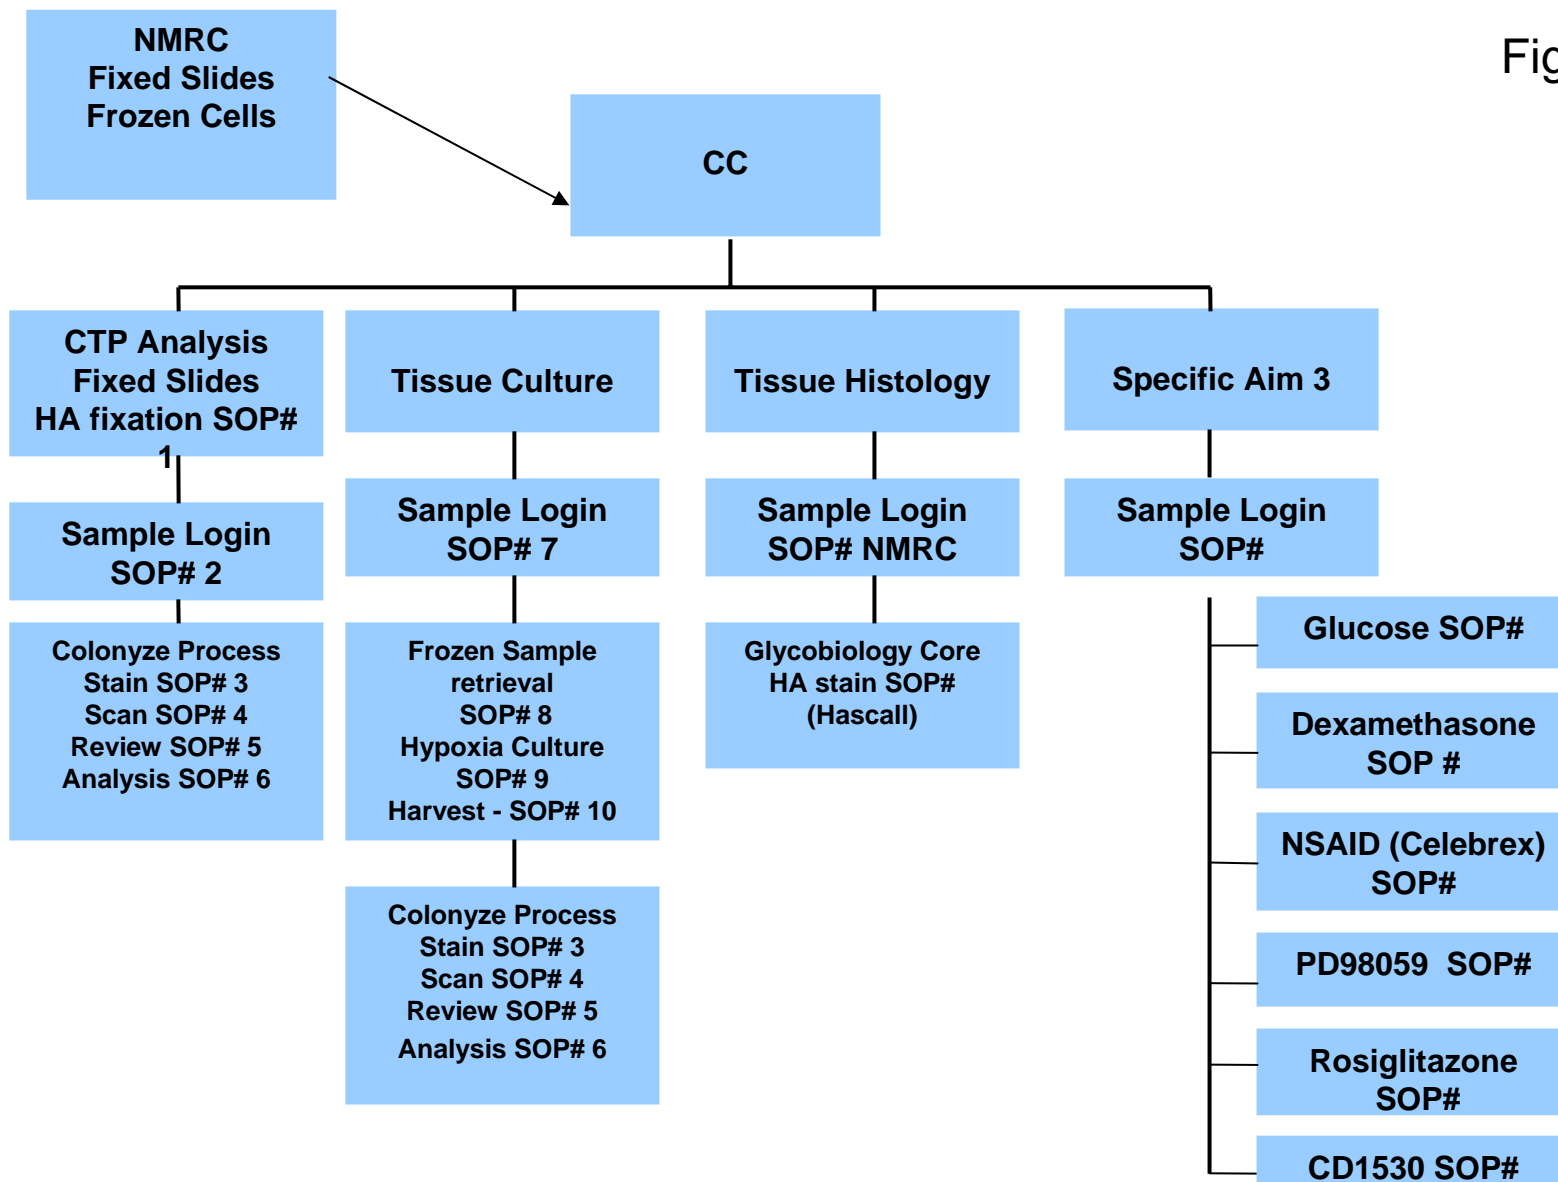 NMRC
Fixed Slides
Frozen Cells
Fig
CC
CTP Analysis
Fixed Slides
HA fixation SOP#
1
Sample Login
SOP# 2
Colonyze Process
Stain SOP# 3
Scan SOP# 4
Review SOP# 5
Analysis SOP# 6
Tissue Culture
Sample Login
SOP# 7
Frozen Sample
retrieval
SOP# 8
Hypoxia Culture
SOP# 9
Harvest - SOP# 10
Colonyze Process
Stain SOP# 3
Scan SOP# 4
Review SOP# 5
Analysis SOP# 6
Tissue Histology
Sample Login
SOP# NMRC
Glycobiology Core
HA stain SOP#
(Hascall)
Specific Aim 3
Sample Login
SOP#
Glucose SOP#
Dexamethasone
SOP #
NSAID (Celebrex)
SOP#
PD98059 SOP#
Rosiglitazone
SOP#
CD1530 SOP#